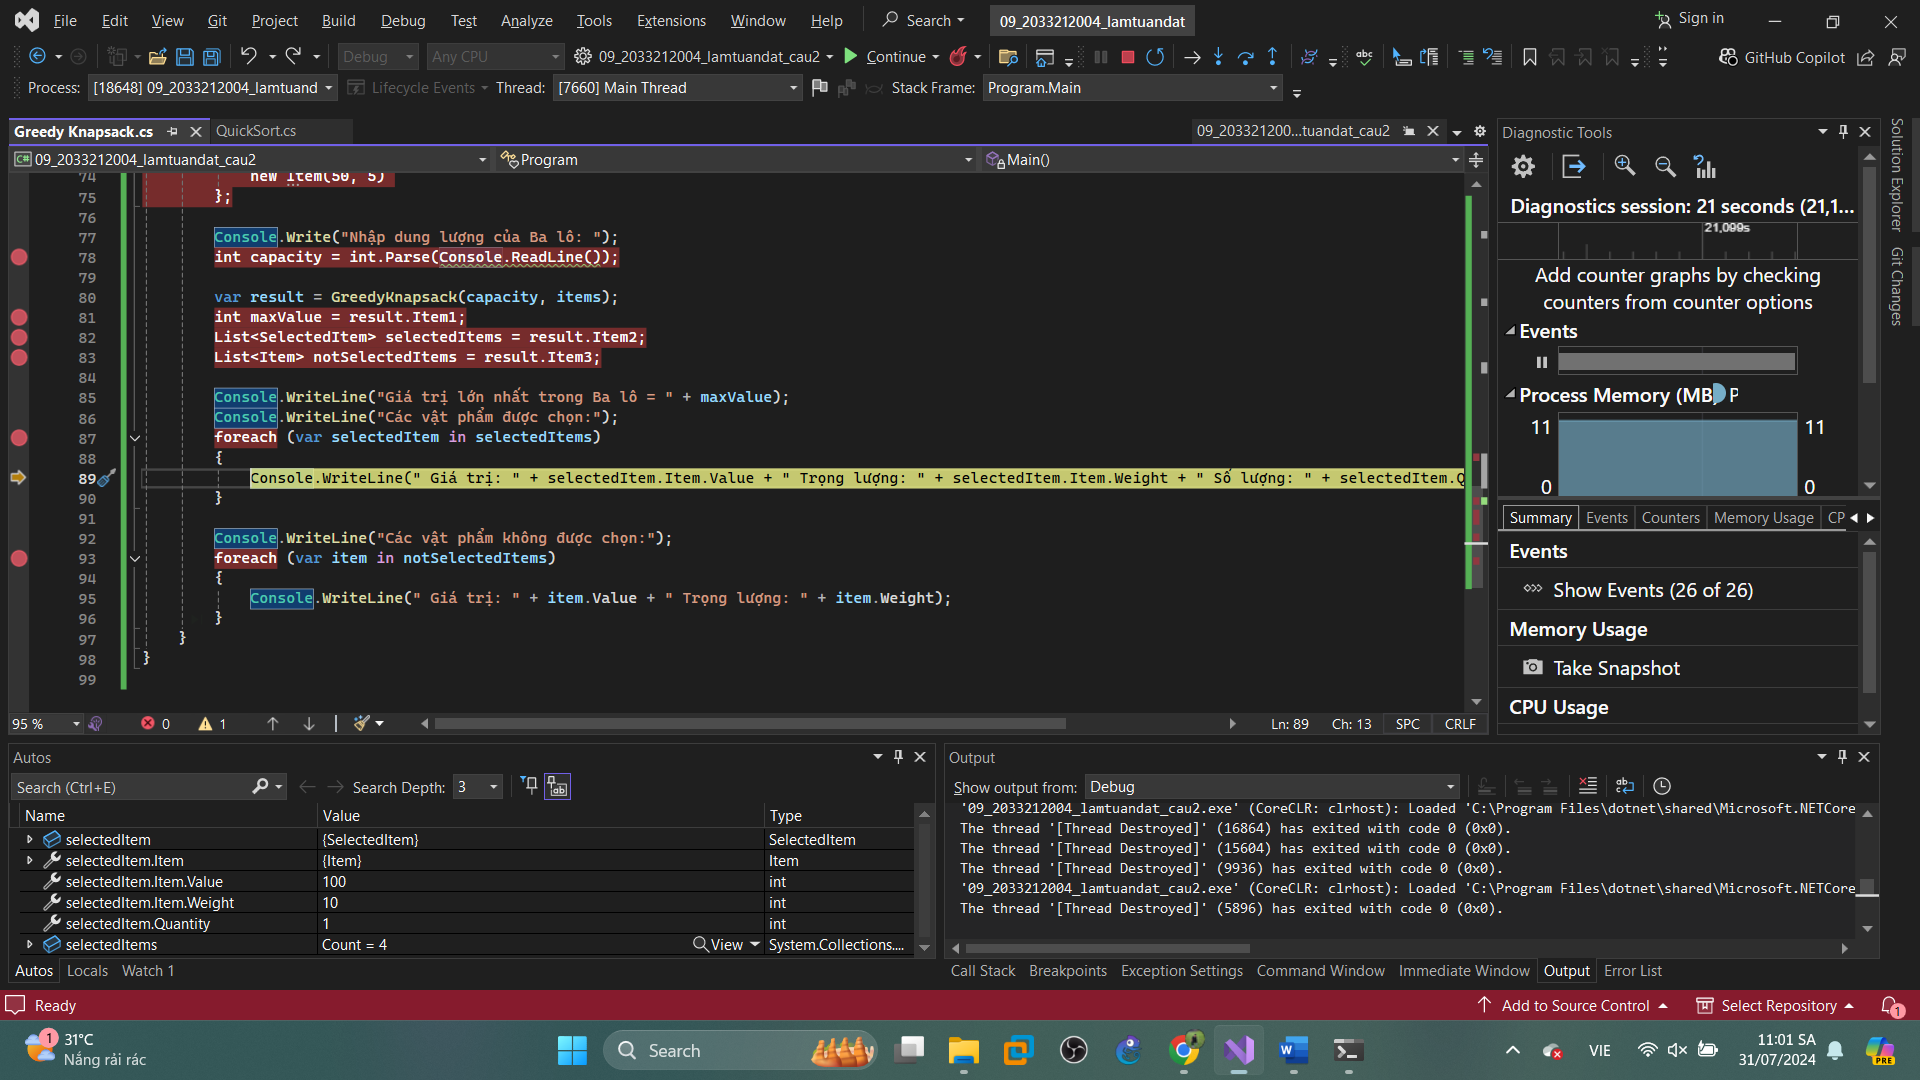 File Edit View Git Project Build Debug Test Analyze Tools Extensions Window Help Search 09_2033212004_lamtuandat Sign in
Debug Any CPU 09_2033212004_lamtuandat_cau2 Continue GitHub Copilot
Process: [18648] 09_2033212004_lamtuand Lifecycle Events Thread: [7660] Main Thread Stack Frame: Program.Main
Greedy Knapsack.cs QuickSort.cs 09_203321200...tuandat_cau2
09_2033212004_lamtuandat_cau2 Program Main()
74 new Item(50, 5)
75 };
76
77 Console.Write("Nhập dung lượng của Ba lô: ");
78 int capacity = int.Parse(Console.ReadLine());
79
80 var result = GreedyKnapsack(capacity, items);
81 int maxValue = result.Item1;
82 List<SelectedItem> selectedItems = result.Item2;
83 List<Item> notSelectedItems = result.Item3;
84
85 Console.WriteLine("Giá trị lớn nhất trong Ba lô = " + maxValue);
86 Console.WriteLine("Các vật phẩm được chọn:");
87 foreach (var selectedItem in selectedItems)
88 {
89 Console.WriteLine(" Giá trị: " + selectedItem.Item.Value + " Trọng lượng: " + selectedItem.Item.Weight + " Số lượng: " + selectedItem.Q
90 }
91
92 Console.WriteLine("Các vật phẩm không được chọn:");
93 foreach (var item in notSelectedItems)
94 {
95 Console.WriteLine(" Giá trị: " + item.Value + " Trọng lượng: " + item.Weight);
96 }
97 }
98 }
99
95 % 0 1 Ln: 89 Ch: 13 SPC CRLF
Diagnostic Tools
Diagnostics session: 21 seconds (21,1...
21,099s
Add counter graphs by checking
counters from counter options
Events
Process Memory (MB) P
11 11
0 0
Summary Events Counters Memory Usage CP
Events
Show Events (26 of 26)
Memory Usage
Take Snapshot
CPU Usage
Solution Explorer
Git Changes
Autos
Search (Ctrl+E) Search Depth: 3
Name Value Type
selectedItem {SelectedItem} SelectedItem
selectedItem.Item {Item} Item
selectedItem.Item.Value 100 int
selectedItem.Item.Weight 10 int
selectedItem.Quantity 1 int
selectedItems Count = 4 View System.Collections....
Autos Locals Watch 1
Output
Show output from: Debug
'09_2033212004_lamtuandat_cau2.exe' (CoreCLR: clrhost): Loaded 'C:\Program Files\dotnet\shared\Microsoft.NETCore
The thread '[Thread Destroyed]' (16864) has exited with code 0 (0x0).
The thread '[Thread Destroyed]' (15604) has exited with code 0 (0x0).
The thread '[Thread Destroyed]' (9936) has exited with code 0 (0x0).
'09_2033212004_lamtuandat_cau2.exe' (CoreCLR: clrhost): Loaded 'C:\Program Files\dotnet\shared\Microsoft.NETCore
The thread '[Thread Destroyed]' (5896) has exited with code 0 (0x0).
Call Stack Breakpoints Exception Settings Command Window Immediate Window Output Error List
Ready Add to Source Control Select Repository 1
1 31°C
Nắng rải rác
Search
VIE
11:01 SA
31/07/2024
PRE